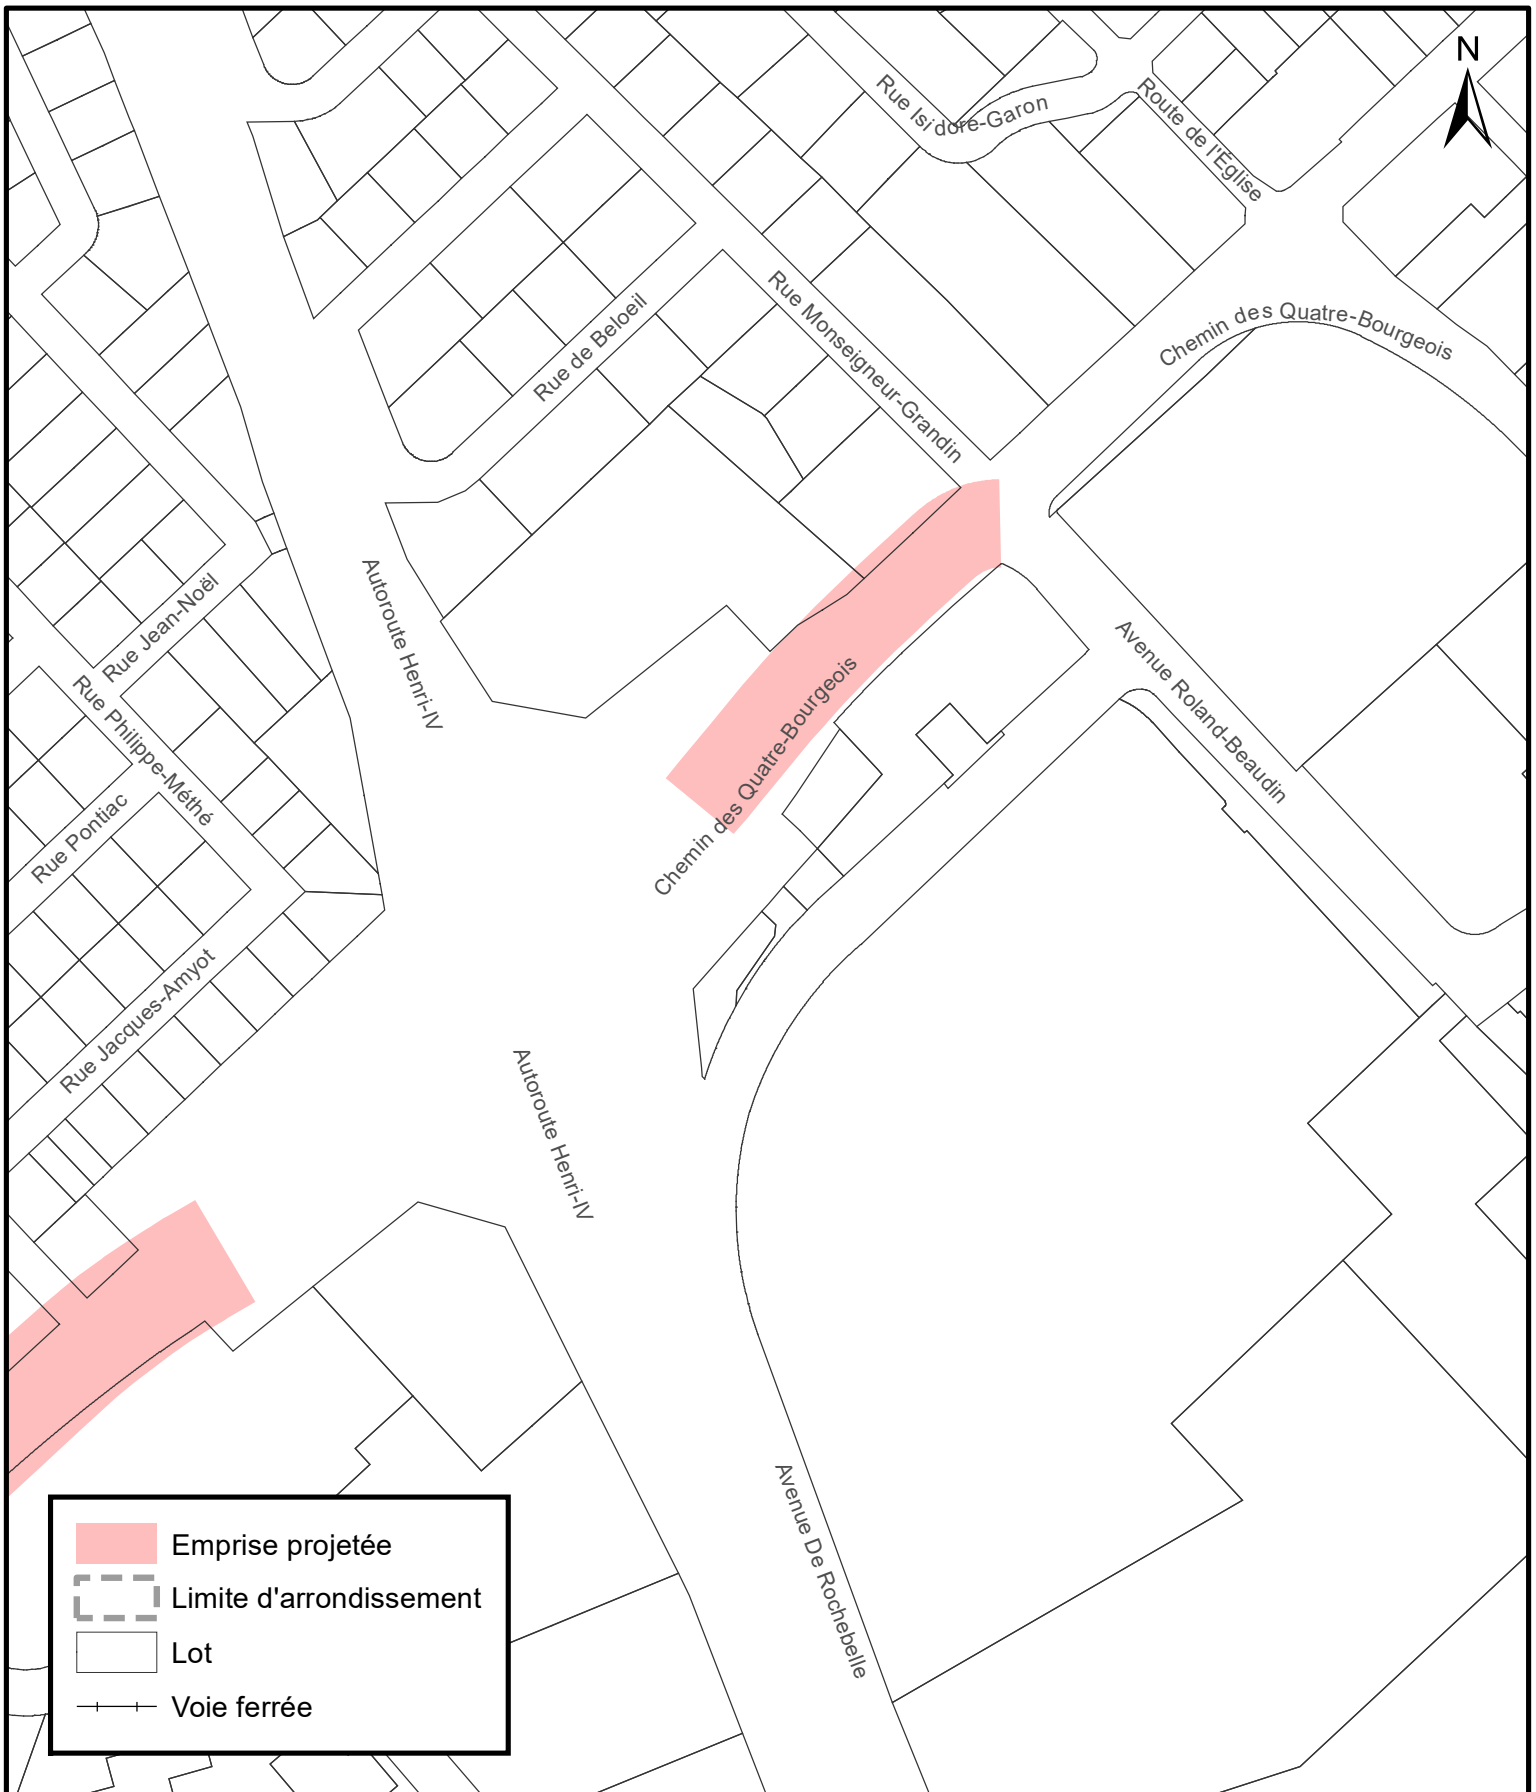 N
Rue Isidore-Garon
Route de l'Église
Rue Monseigneur-Grandin
Chemin des Quatre-Bourgeois
Rue de Beloeil
Autoroute Henri-IV
Rue Jean-Noël
Rue Philippe-Méthé
Avenue Roland-Beaudin
Chemin des Quatre-Bourgeois
Rue Pontiac
Rue Jacques-Amyot
Autoroute Henri-IV
Avenue De Rochebelle
Emprise projetée
Limite d'arrondissement
Lot
Voie ferrée